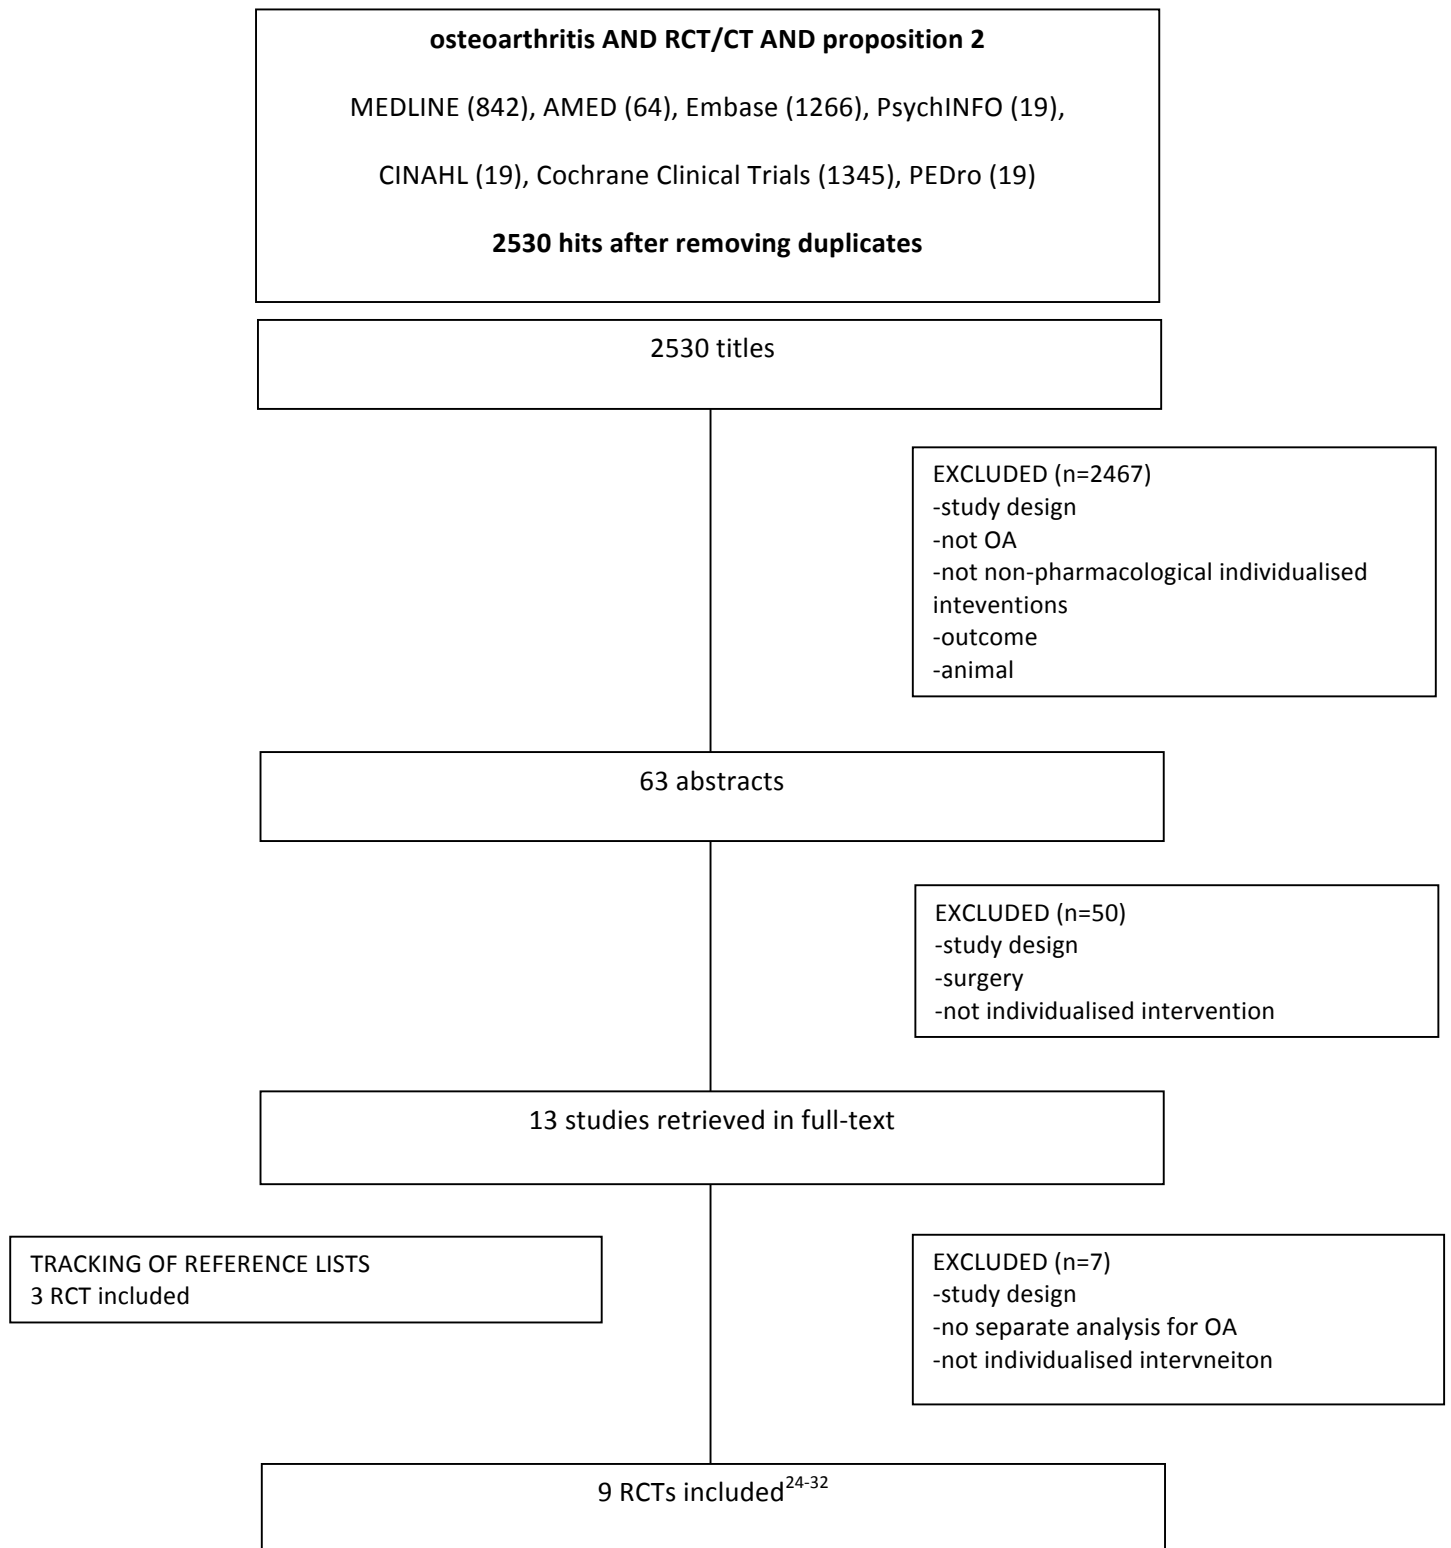 osteoarthritis AND RCT/CT AND proposition 2
MEDLINE (842), AMED (64), Embase (1266), PsychINFO (19),
CINAHL (19), Cochrane Clinical Trials (1345), PEDro (19)
2530 hits after removing duplicates
2530 titles
EXCLUDED (n=2467)
-study design
-not OA
-not non-pharmacological individualised
inteventions
-outcome
-animal
63 abstracts
EXCLUDED (n=50)
-study design
-surgery
-not individualised intervention
13 studies retrieved in full-text
TRACKING OF REFERENCE LISTS
3 RCT included
EXCLUDED (n=7)
-study design
-no separate analysis for OA
-not individualised intervneiton
9 RCTs included24-32